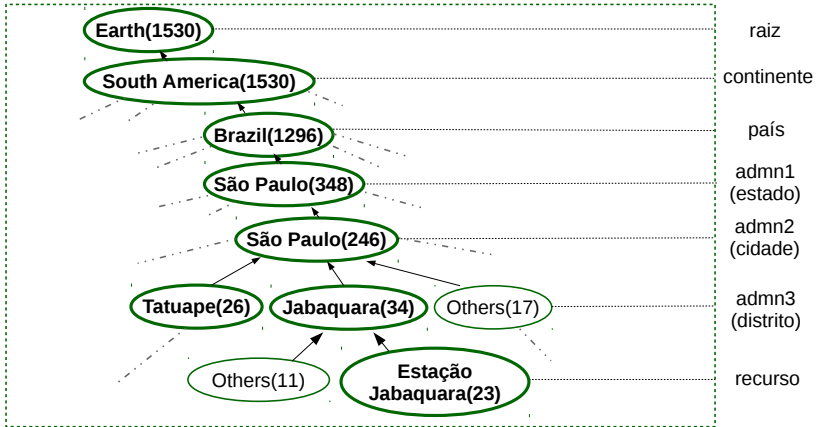 Earth(1530)
raiz
South America(1530)
continente
Brazil(1296)
país
São Paulo(348)
admn1
(estado)
São Paulo(246)
admn2
(cidade)
Tatuape(26)
Jabaquara(34)
Others(17)
admn3
(distrito)
Others(11)
Estação
Jabaquara(23)
recurso